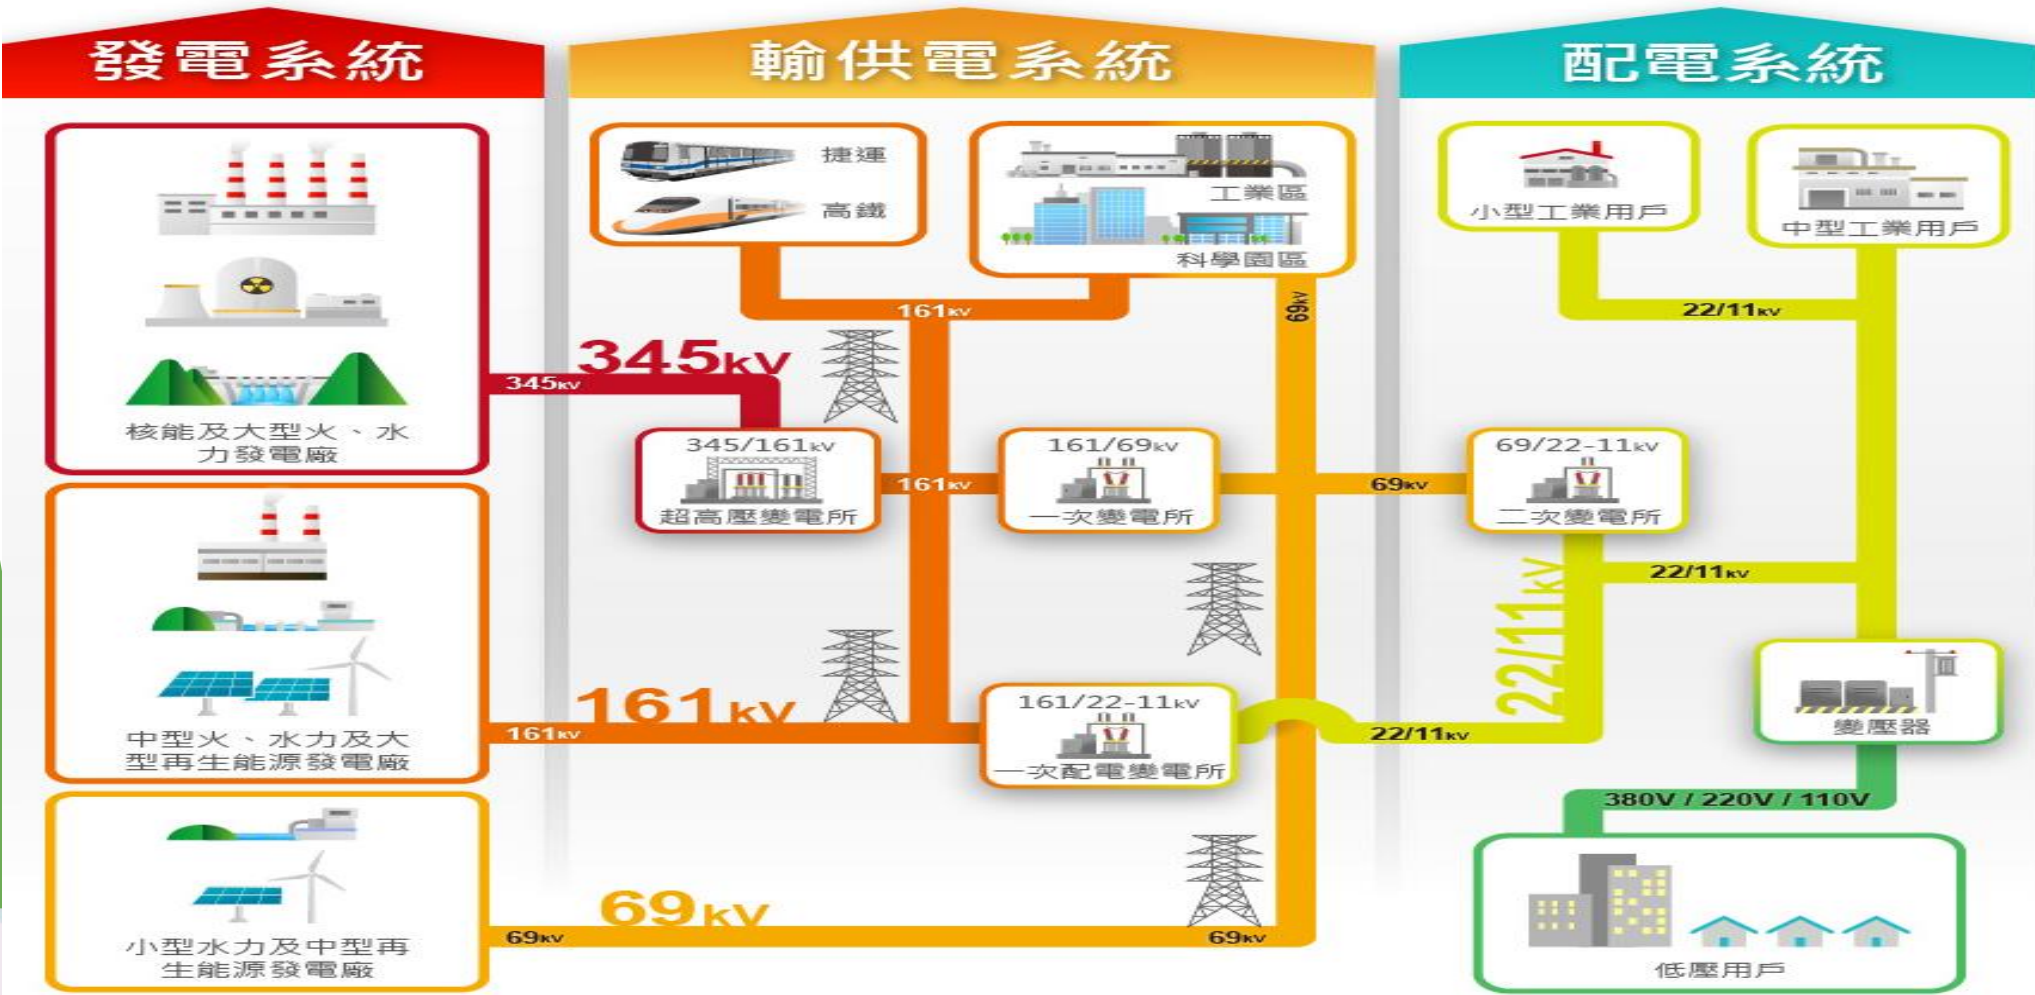 發電系統
輸供電系統
配電系統
核能及大型火、水
力發電廠
中型火、水力及大
型再生能源發電廠
小型水力及中型再
生能源發電廠
345kV
345kV
161kV
161kV
69kV
69kV
69kV
捷運
高鐵
工業區
科學園區
161kV
69kV
345/161kV
超高壓變電所
161kV
161/69kV
一次變電所
161/22-11kV
一次配電變電所
小型工業用戶
中型工業用戶
22/11kV
69kV
69/22-11kV
二次變電所
22/11kV
22/11kV
22/11kV
變壓器
380V / 220V / 110V
低壓用戶